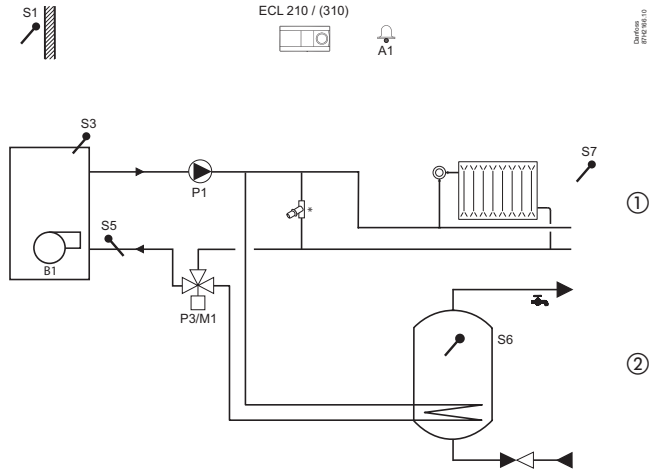 S1
ECL 210 / (310)
A1
Danfoss
87H2166.10
S3
P1
S7
*
①
S5
B1
P3/M1
S6
②